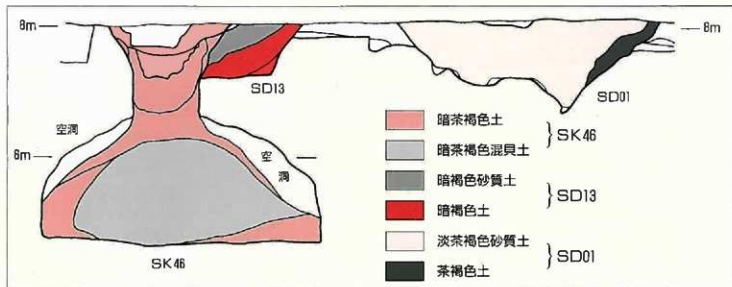 8m
8m
SD13
SD01
空洞
6m
空洞
SK46
暗茶褐色土
暗茶褐色混貝土
SK46
暗褐色砂質土
暗褐色土
SD13
淡茶褐色砂質土
茶褐色土
SD01